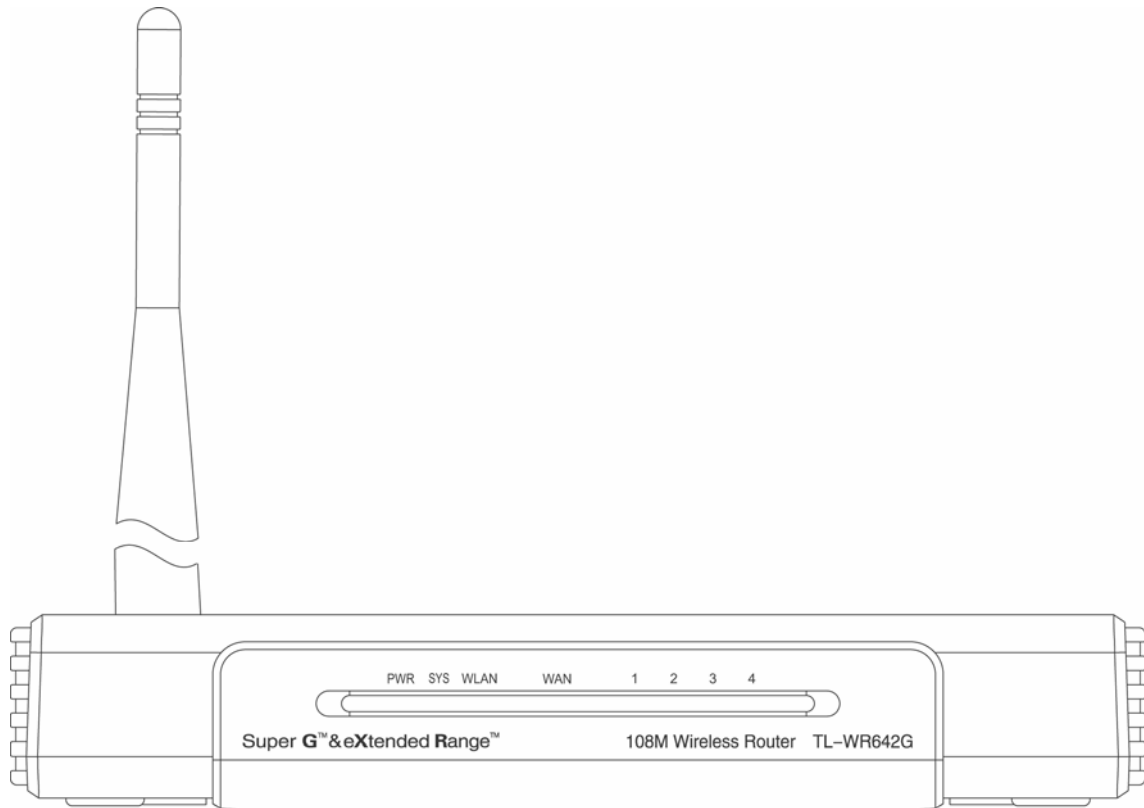 PWR SYS WLAN WAN 1 2 3 4
Super G™ & eXtended Range™ 108M Wireless Router TL-WR642G